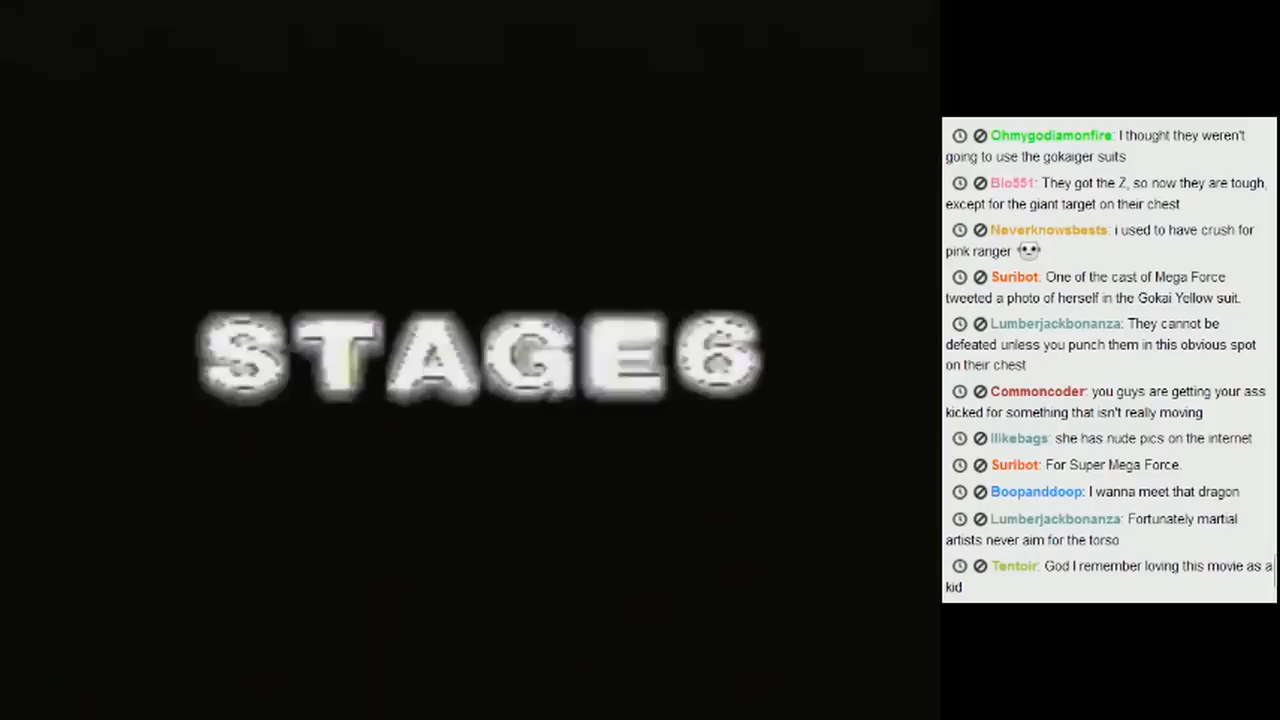 STAGE6
Ohmygodiamonfire: I thought they weren't
going to use the gokaiger suits
Bio551: They got the Z, so now they are tough,
except for the giant target on their chest
Neverknowsbests: i used to have crush for
pink ranger
Suribot: One of the cast of Mega Force
tweeted a photo of herself in the Gokai Yellow suit.
Lumberjackbonanza: They cannot be
defeated unless you punch them in this obvious spot
on their chest
Commoncoder: you guys are getting your ass
kicked for something that isn't really moving
Ilikebags: she has nude pics on the internet
Suribot: For Super Mega Force.
Boopanddoop: I wanna meet that dragon
Lumberjackbonanza: Fortunately martial
artists never aim for the torso
Tentoir: God I remember loving this movie as a
kid